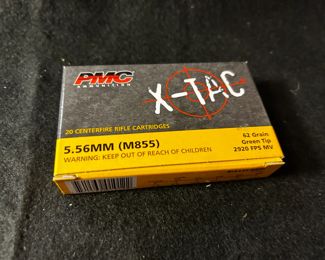 PMC
AMMUNITION
X-TAC
20 CENTERFIRE RIFLE CARTRIDGES
5.56MM (M855)
WARNING: KEEP OUT OF REACH OF CHILDREN.
62 Grain
Green Tip
2920 FPS MV